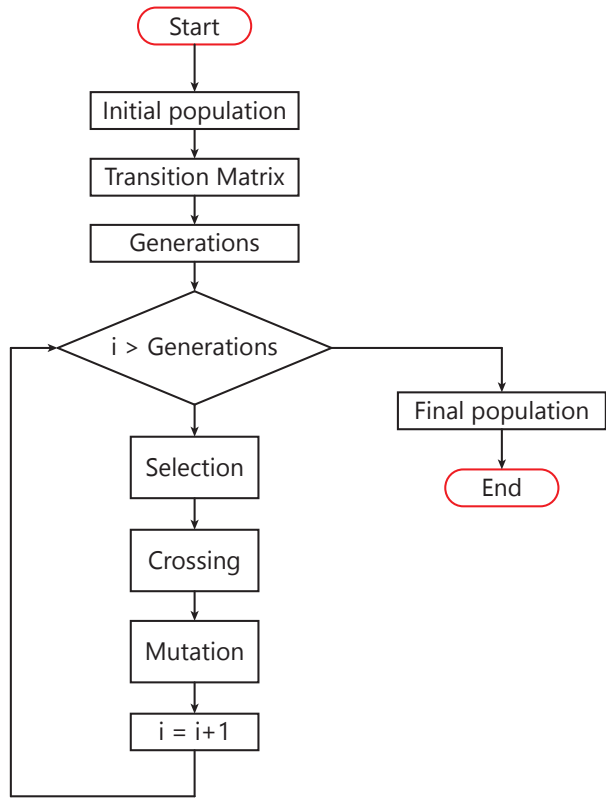 Start
Initial population
Transition Matrix
Generations
i > Generations
Final population
Selection
End
Crossing
Mutation
i = i+1